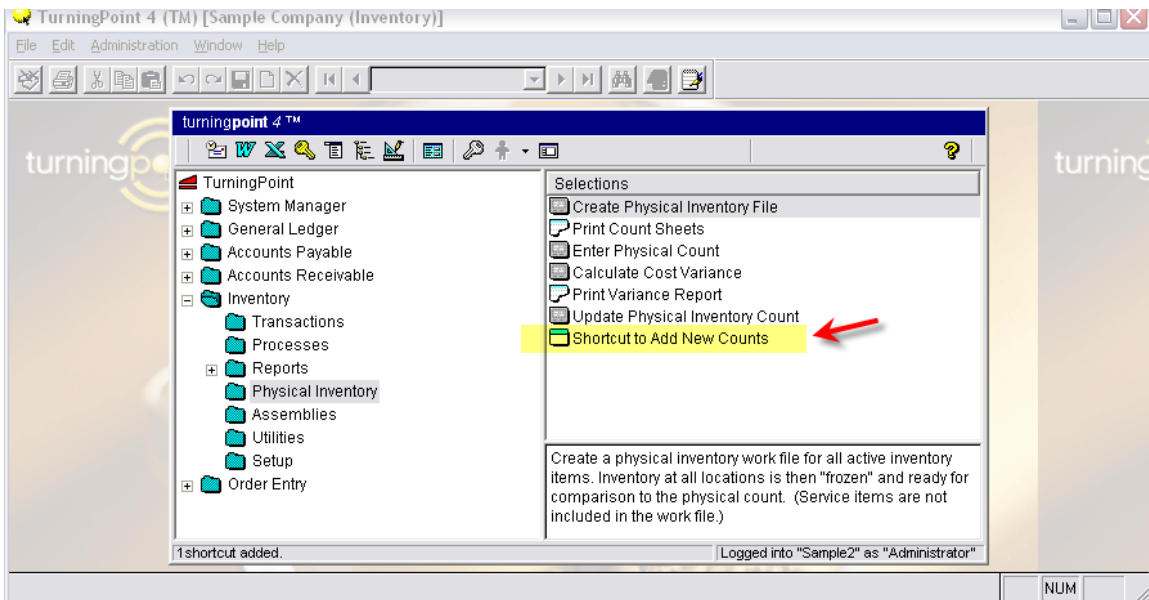 TurningPoint 4 (TM) [Sample Company (Inventory)]
File Edit Administration Window Help
turningpoint 4 ™
turningpo
turning
TurningPoint
System Manager
General Ledger
Accounts Payable
Accounts Receivable
Inventory
Transactions
Processes
Reports
Physical Inventory
Assemblies
Utilities
Setup
Order Entry
Selections
Create Physical Inventory File
Print Count Sheets
Enter Physical Count
Calculate Cost Variance
Print Variance Report
Update Physical Inventory Count
Shortcut to Add New Counts
Create a physical inventory work file for all active inventory
items. Inventory at all locations is then "frozen" and ready for
comparison to the physical count. (Service items are not
included in the work file.)
1 shortcut added.
Logged into "Sample2" as "Administrator"
NUM